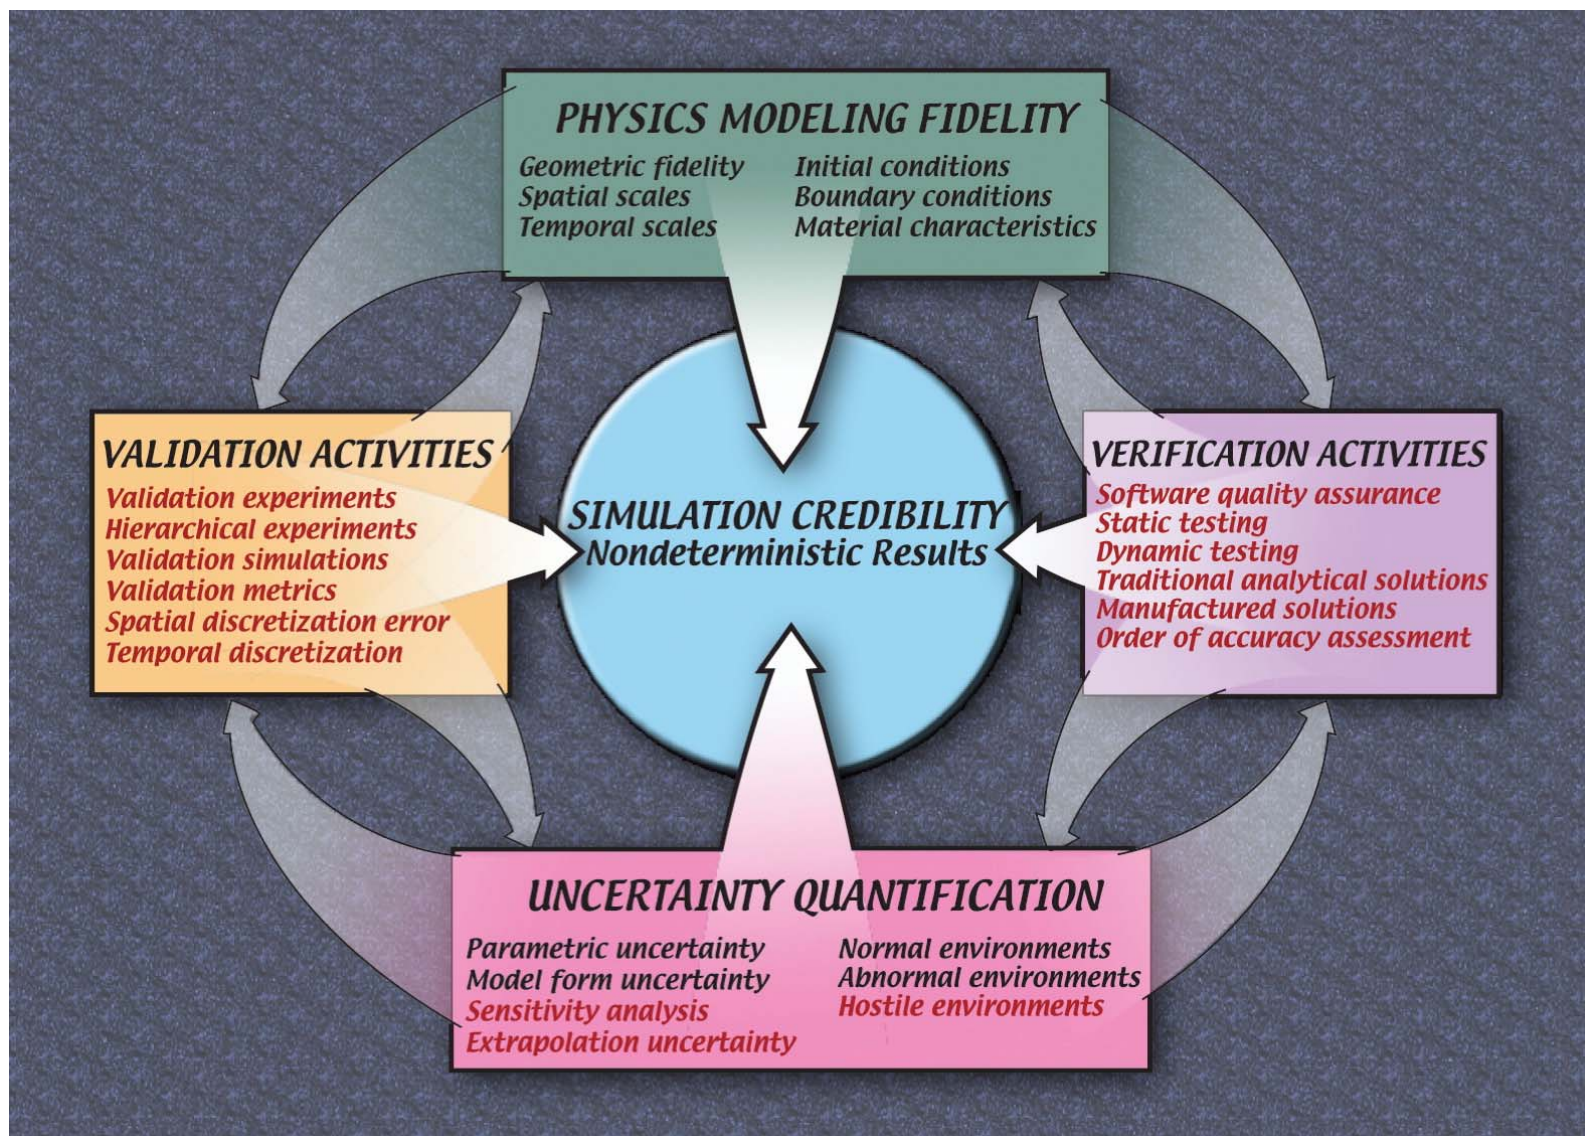 PHYSICS MODELING FIDELITY
Geometric fidelity
Spatial scales
Temporal scales
Initial conditions
Boundary conditions
Material characteristics
VALIDATION ACTIVITIES
Validation experiments
Hierarchical experiments
Validation simulations
Validation metrics
Spatial discretization error
Temporal discretization
SIMULATION CREDIBILITY
Nondeterministic Results
VERIFICATION ACTIVITIES
Software quality assurance
Static testing
Dynamic testing
Traditional analytical solutions
Manufactured solutions
Order of accuracy assessment
UNCERTAINTY QUANTIFICATION
Parametric uncertainty
Model form uncertainty
Sensitivity analysis
Extrapolation uncertainty
Normal environments
Abnormal environments
Hostile environments